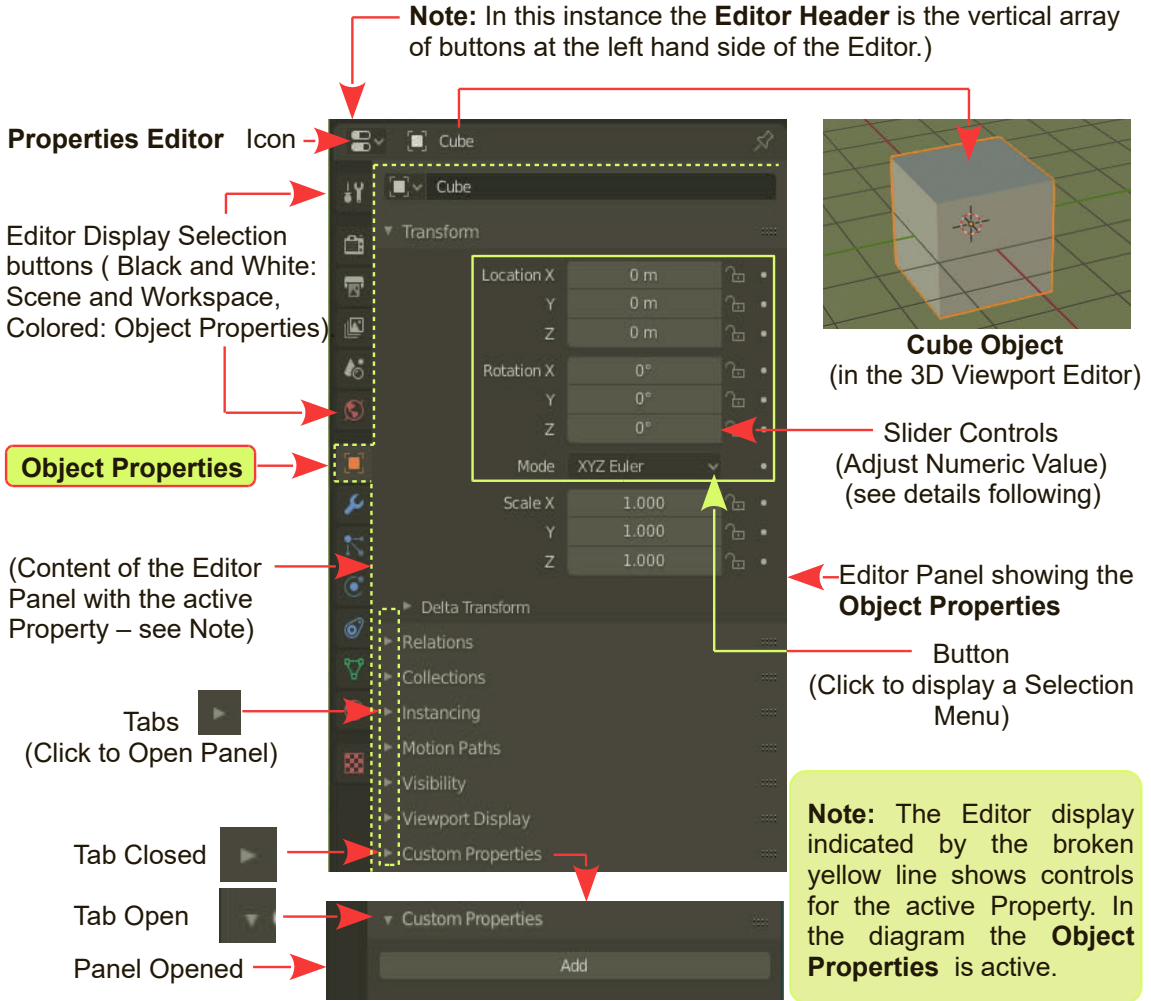 Note: In this instance the Editor Header is the vertical array
of buttons at the left hand side of the Editor.)
Properties Editor Icon
Cube
Cube
Editor Display Selection
buttons ( Black and White:
Scene and Workspace,
Colored: Object Properties).
Transform
Location X 0 m
Y 0 m
Z 0 m
Rotation X 0°
Y 0°
Z 0°
Mode XYZ Euler
Scale X 1.000
Y 1.000
Z 1.000
Cube Object
(in the 3D Viewport Editor)
Slider Controls
(Adjust Numeric Value)
(see details following)
Object Properties
(Content of the Editor
Panel with the active
Property – see Note)
Editor Panel showing the
Object Properties
Button
(Click to display a Selection
Menu)
Delta Transform
Relations
Collections
Instancing
Motion Paths
Visibility
Viewport Display
Custom Properties
Tabs
(Click to Open Panel)
Tab Closed
Tab Open
Panel Opened
Custom Properties
Add
Note: The Editor display
indicated by the broken
yellow line shows controls
for the active Property. In
the diagram the Object
Properties is active.